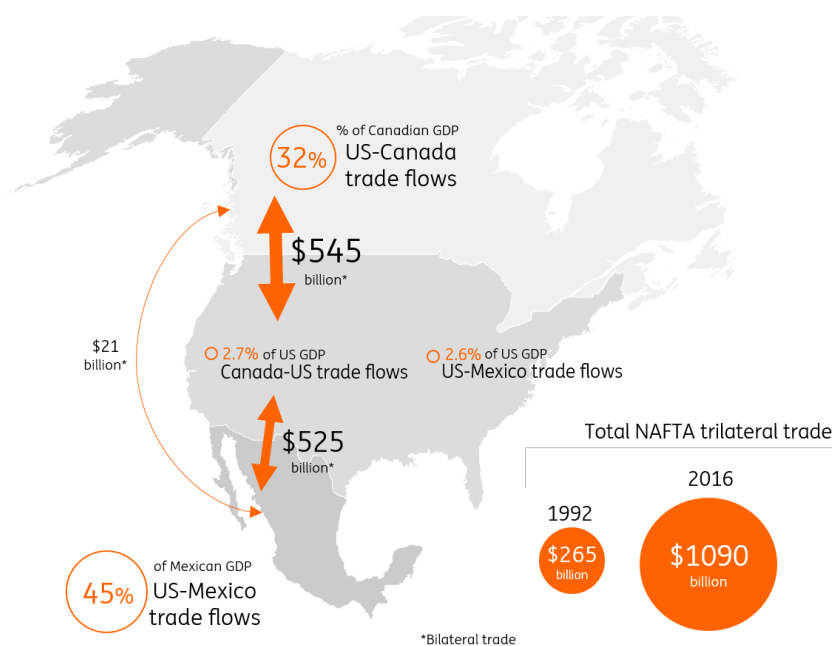 % of Canadian GDP
32%
US-Canada
trade flows
$545
billion*
$21
billion*
2.7% of US GDP
Canada-US trade flows
2.6% of US GDP
US-Mexico trade flows
$525
billion*
Total NAFTA trilateral trade
2016
1992
$265
billion
$1090
billion
of Mexican GDP
45%
US-Mexico
trade flows
*Bilateral trade